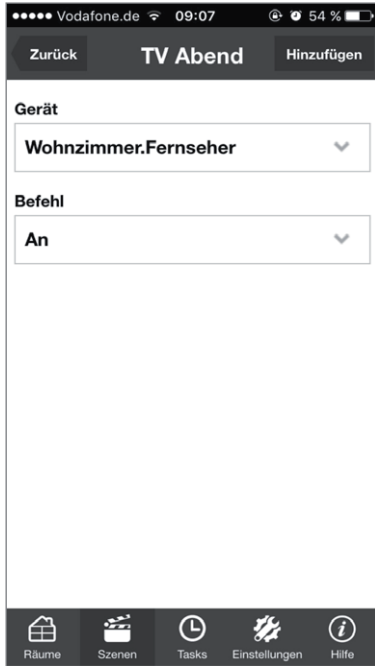 Vodafone.de 09:07 54 %
Zurück TV Abend Hinzufügen
Gerät
Wohnzimmer.Fernseher
Befehl
An
Räume Szenen Tasks Einstellungen Hilfe